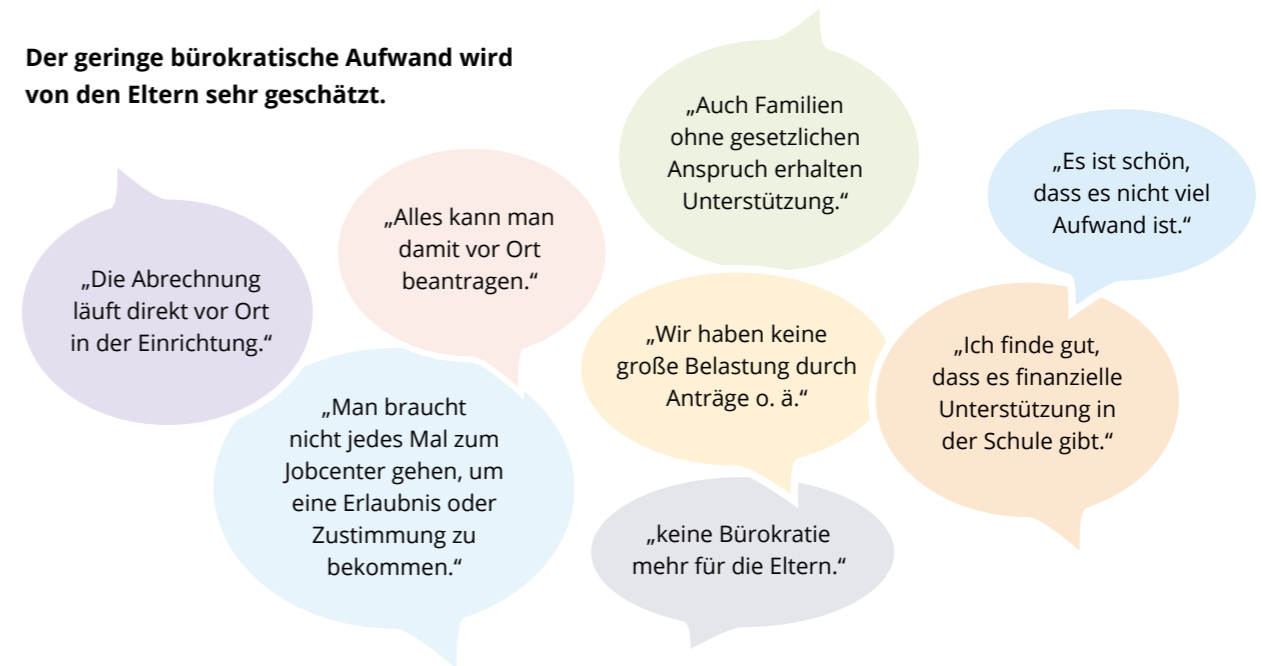 Der geringe bürokratische Aufwand wird
von den Eltern sehr geschätzt.
„Die Abrechnung
läuft direkt vor Ort
in der Einrichtung.“
„Alles kann man
damit vor Ort
beantragen.“
„Auch Familien
ohne gesetzlichen
Anspruch erhalten
Unterstützung.“
„Es ist schön,
dass es nicht viel
Aufwand ist.“
„Man braucht
nicht jedes Mal zum
Jobcenter gehen, um
eine Erlaubnis oder
Zustimmung zu
bekommen.“
„Wir haben keine
große Belastung durch
Anträge o. ä.“
„Ich finde gut,
dass es finanzielle
Unterstützung in
der Schule gibt.“
„keine Bürokratie
mehr für die Eltern.“